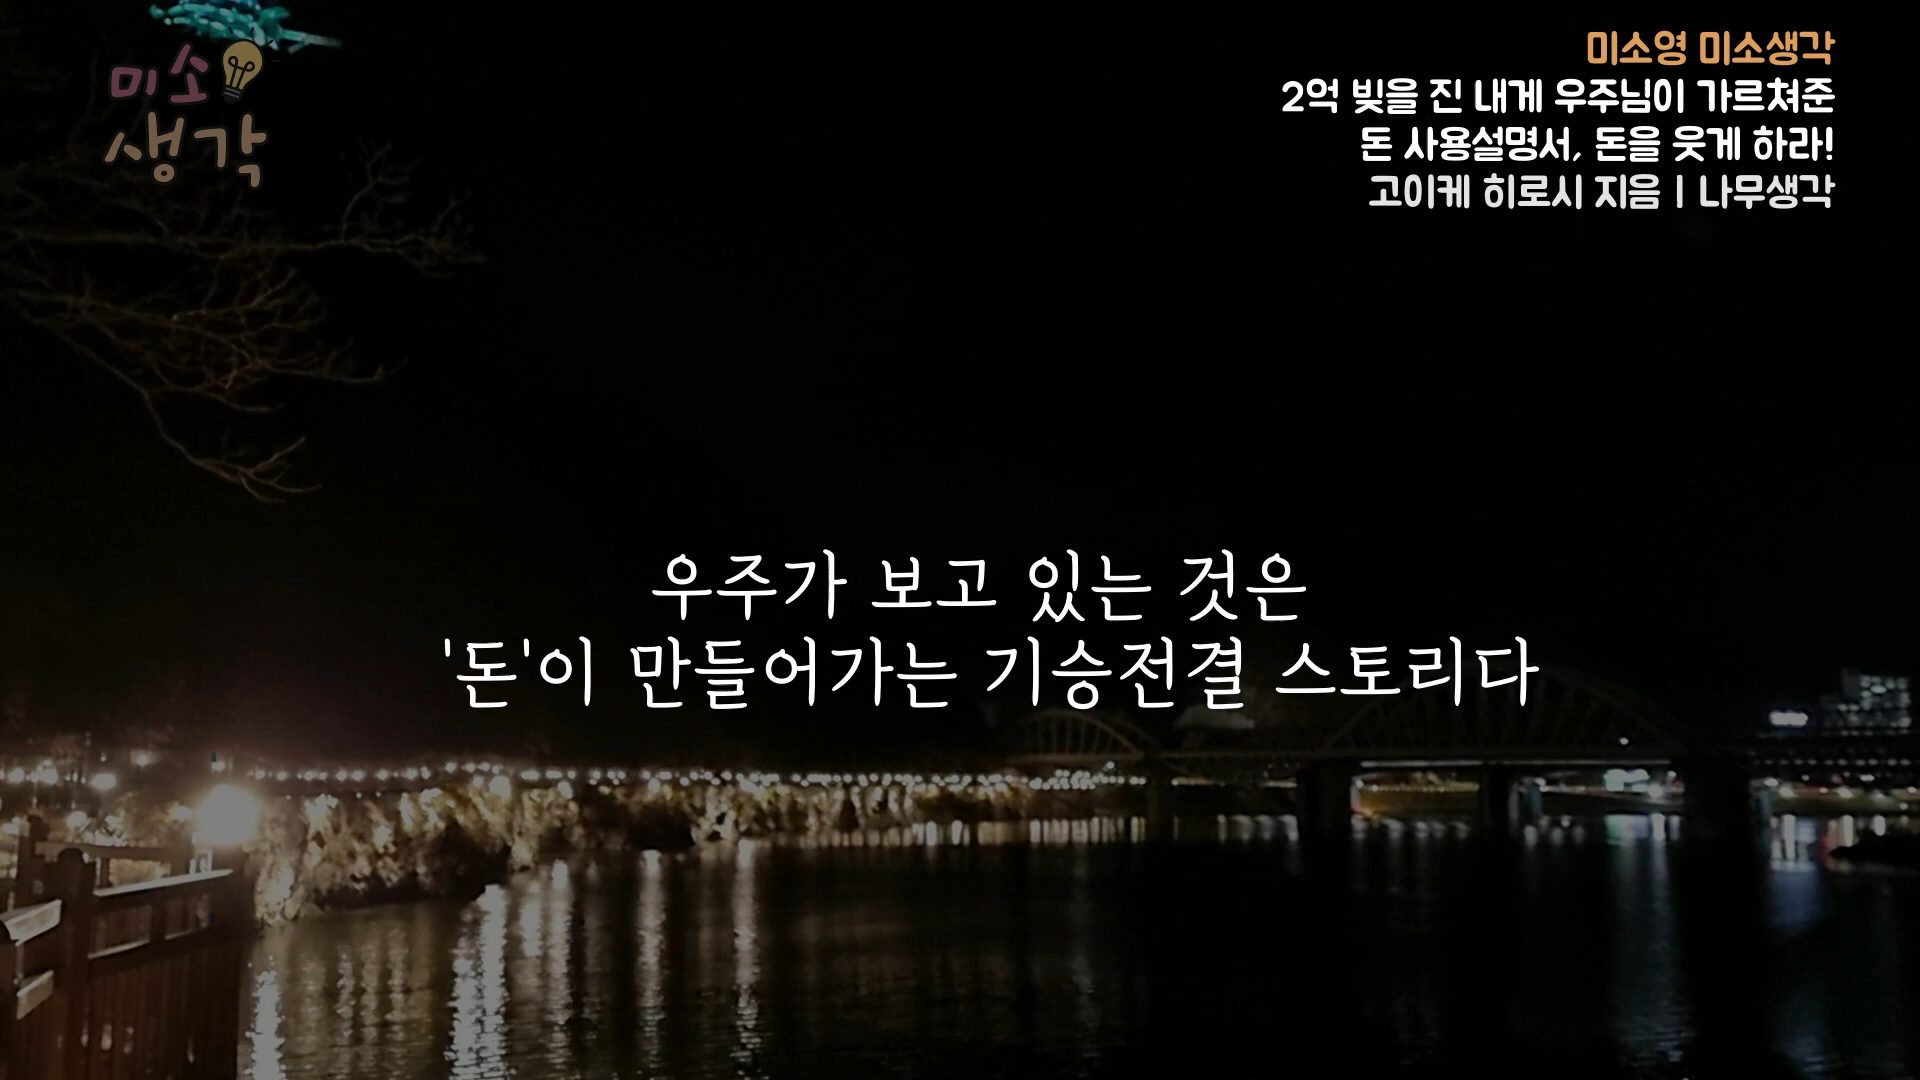 미소
생각
미소영 미소생각
2억 빚을 진 내게 우주님이 가르쳐준
돈 사용설명서, 돈을 웃게 하라!
고이케 히로시 지음 | 나무생각
우주가 보고 있는 것은
'돈'이 만들어가는 기승전결 스토리다